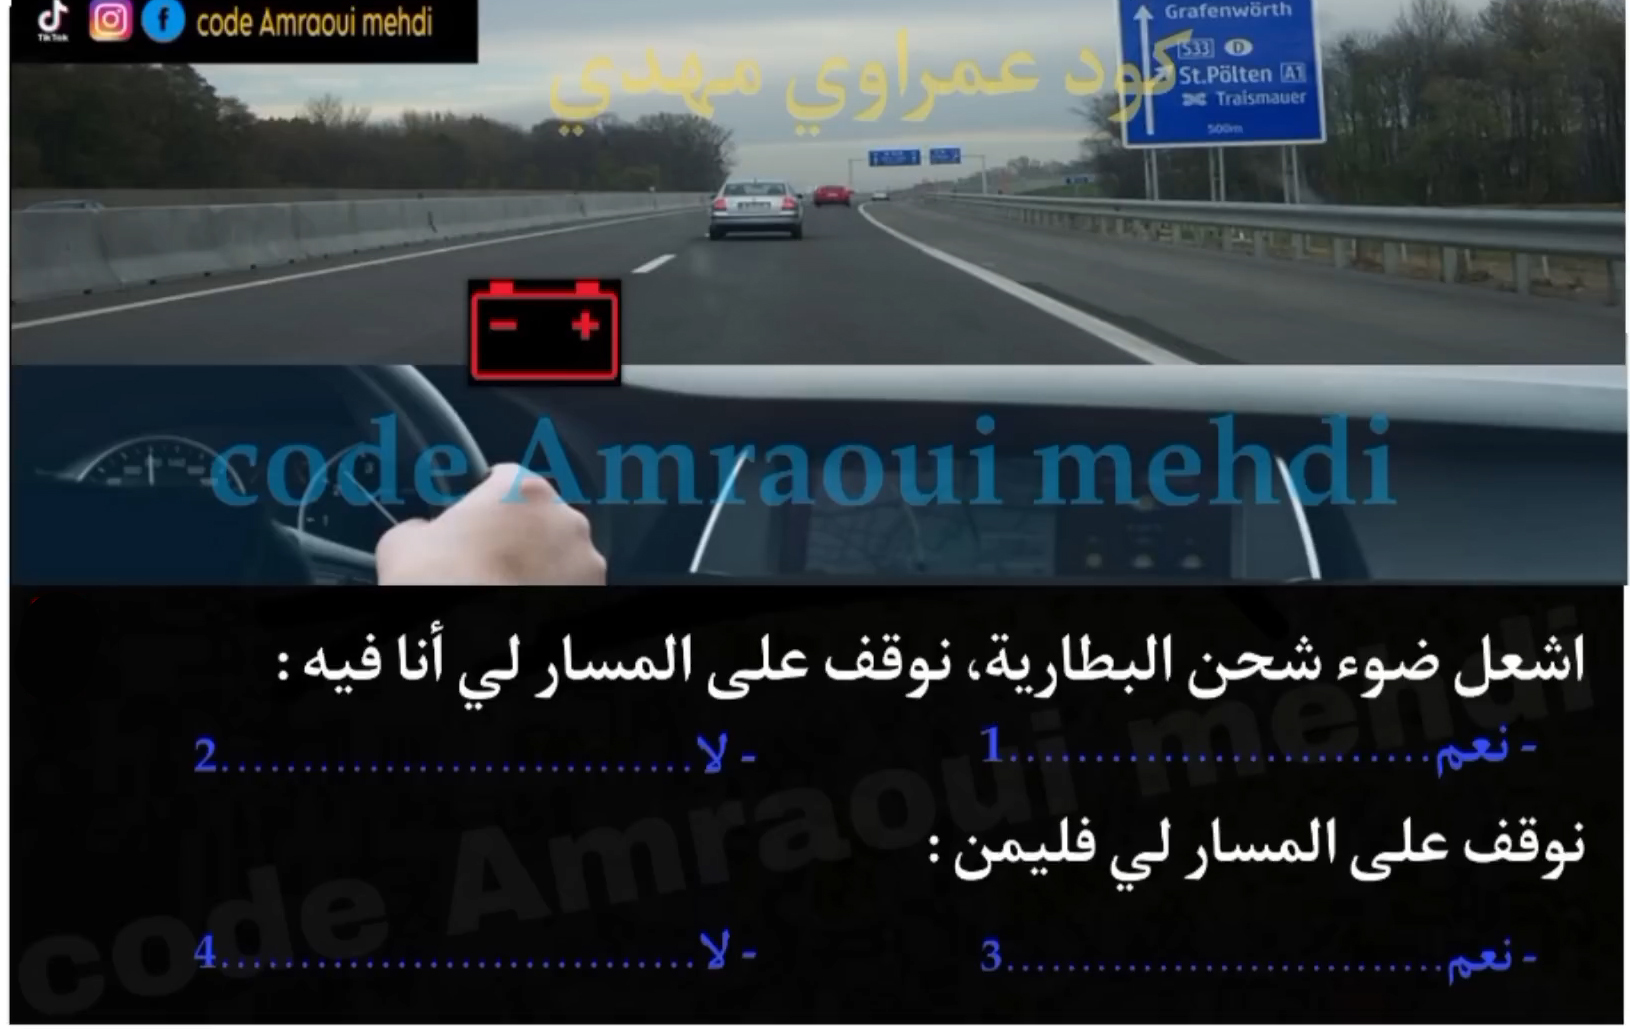 TikTok
code Amraoui mehdi
Grafenwörth
S33 D
St.Pölten A1
Traismauer
500m
كود عمراوي مهدي
code Amraoui mehdi
اشعل ضوء شحن البطارية، نوقف على المسار لي أنا فيه :
- نعم..........................1
- لا.............................2
نوقف على المسار لي فليمن :
- نعم...........................3
- لا.............................4
code Amraoui mehdi